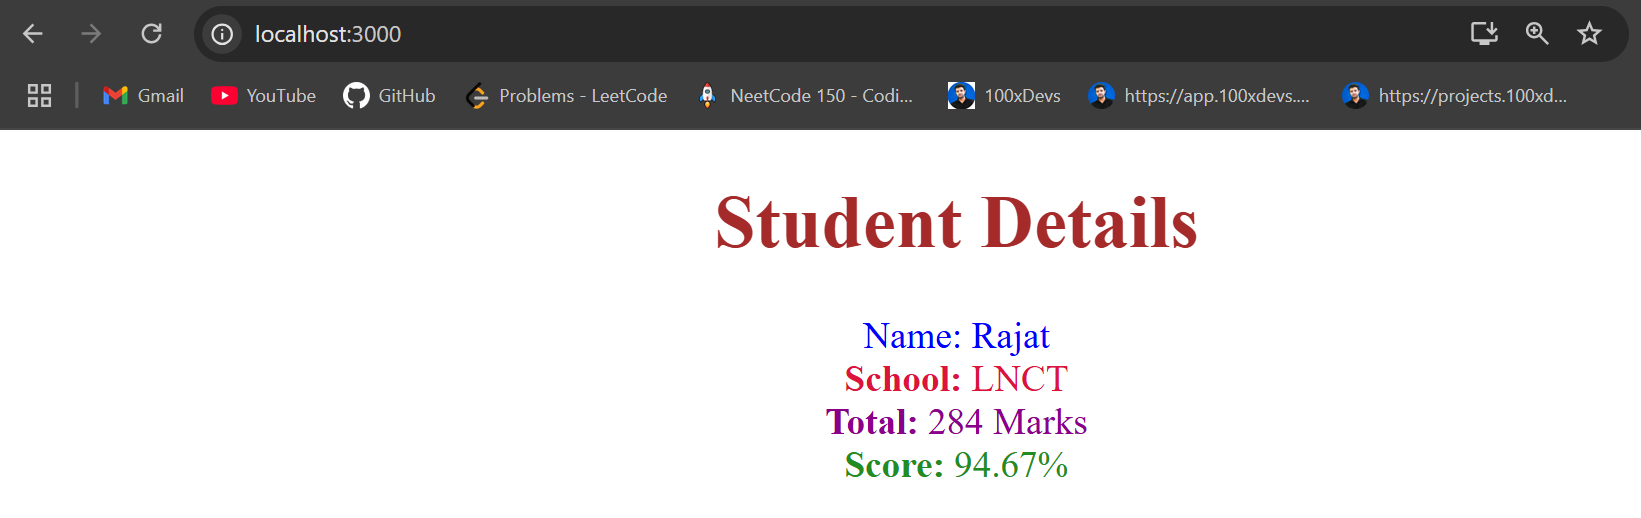 localhost:3000
Gmail YouTube GitHub Problems - LeetCode NeetCode 150 - Codi... 100xDevs https://app.100xdevs.... https://projects.100xd...
Student Details
Name: Rajat
School: LNCT
Total: 284 Marks
Score: 94.67%